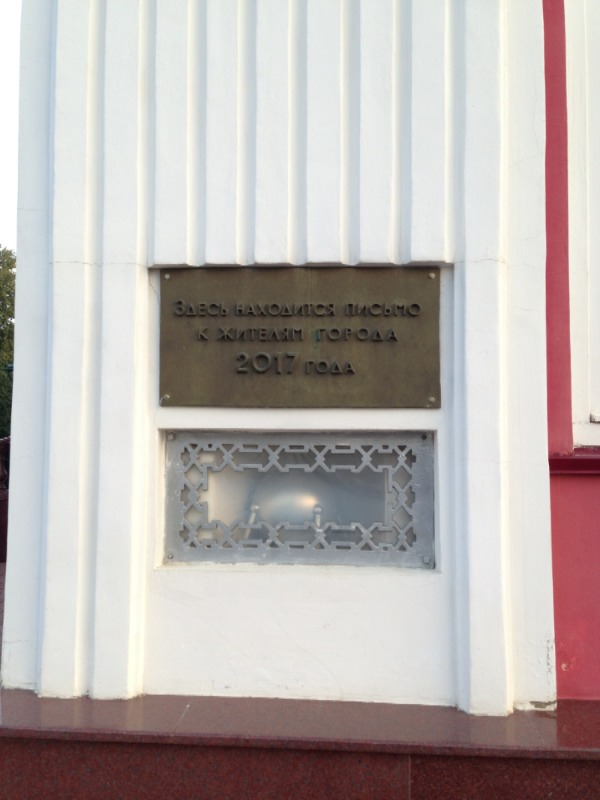 Здесь находится письмо
к жителям города
2017 года